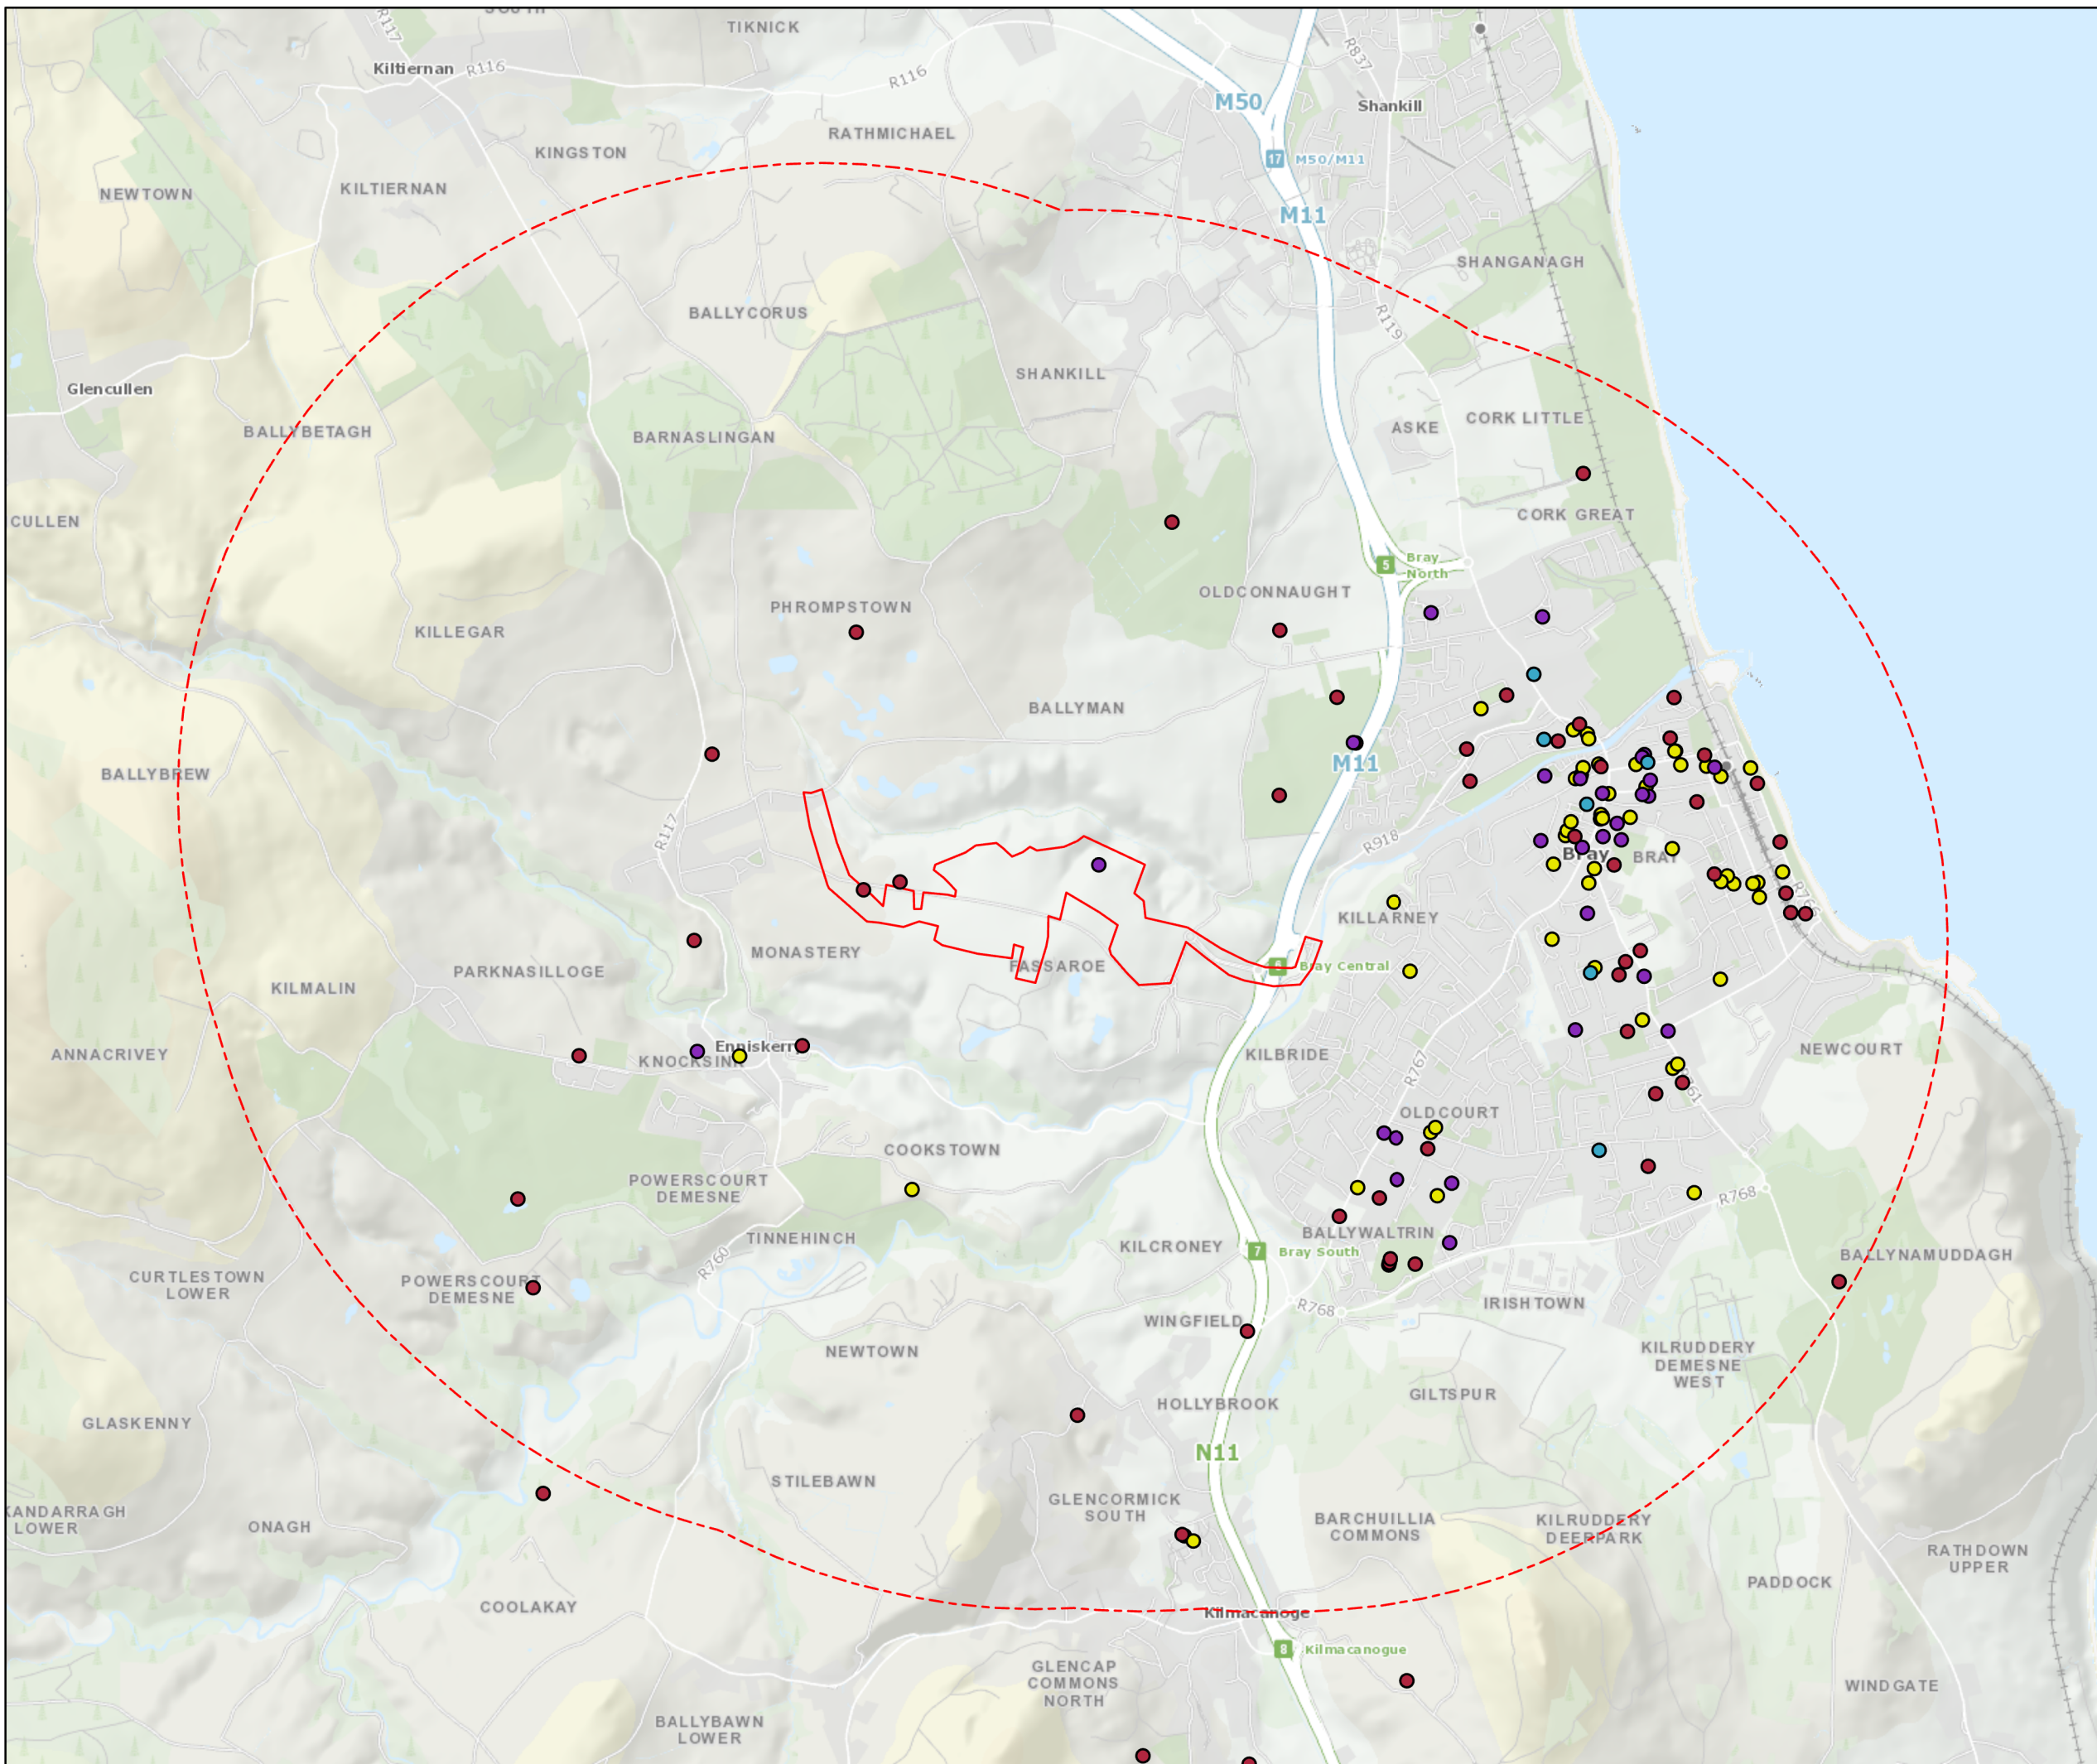 SOUTH
TIKNICK
R117
Kiltiernan
R116
R116
R837
M50
Shankill
RATHMICHAEL
KINGSTON
17
M50/M11
KILTIERNAN
NEWTOWN
M11
SHANGANAGH
BALLYCORUS
R119
SHANKILL
Glencullen
CORK LITTLE
ASKE
BALLYBETAGH
BARNASLINGAN
CULLEN
CORK GREAT
5
Bray
North
OLDCONNAUGHT
PHROMPSTOWN
KILLEGAR
BALLYMAN
M11
BALLYBREW
R117
R918
Bray
BRAY
KILLARNEY
MONASTERY
FASSAROE
Bray Central
PARKNASILLOGE
KILMALIN
Enniskerry
KNOCKSINK
ANNACRIVEY
KILBRIDE
NEWCOURT
R767
OLDCOURT
COOKSTOWN
POWERSCOURT
DEMESNE
R768
BALLYWALTRIN
TINNEHINCH
KILCRONEY
7
Bray South
BALLYNAMUDDAGH
R760
CURTLESTOWN
LOWER
POWERSCOURT
DEMESNE
IRISHTOWN
R768
WINGFIELD
NEWTOWN
KILRUDDERY
DEMESNE
WEST
GILTSPUR
HOLLYBROOK
GLASKENNY
N11
STILEBAWN
GLENCORMICK
SOUTH
KANDARRAGH
LOWER
ONAGH
BARCHUILLIA
COMMONS
KILRUDDERY
DEERPARK
RATHDOWN
UPPER
PADDOCK
COOLAKAY
Kilmacanoge
8
Kilmacanogue
GLENCAP
COMMONS
NORTH
WINDGATE
BALLYBAWN
LOWER